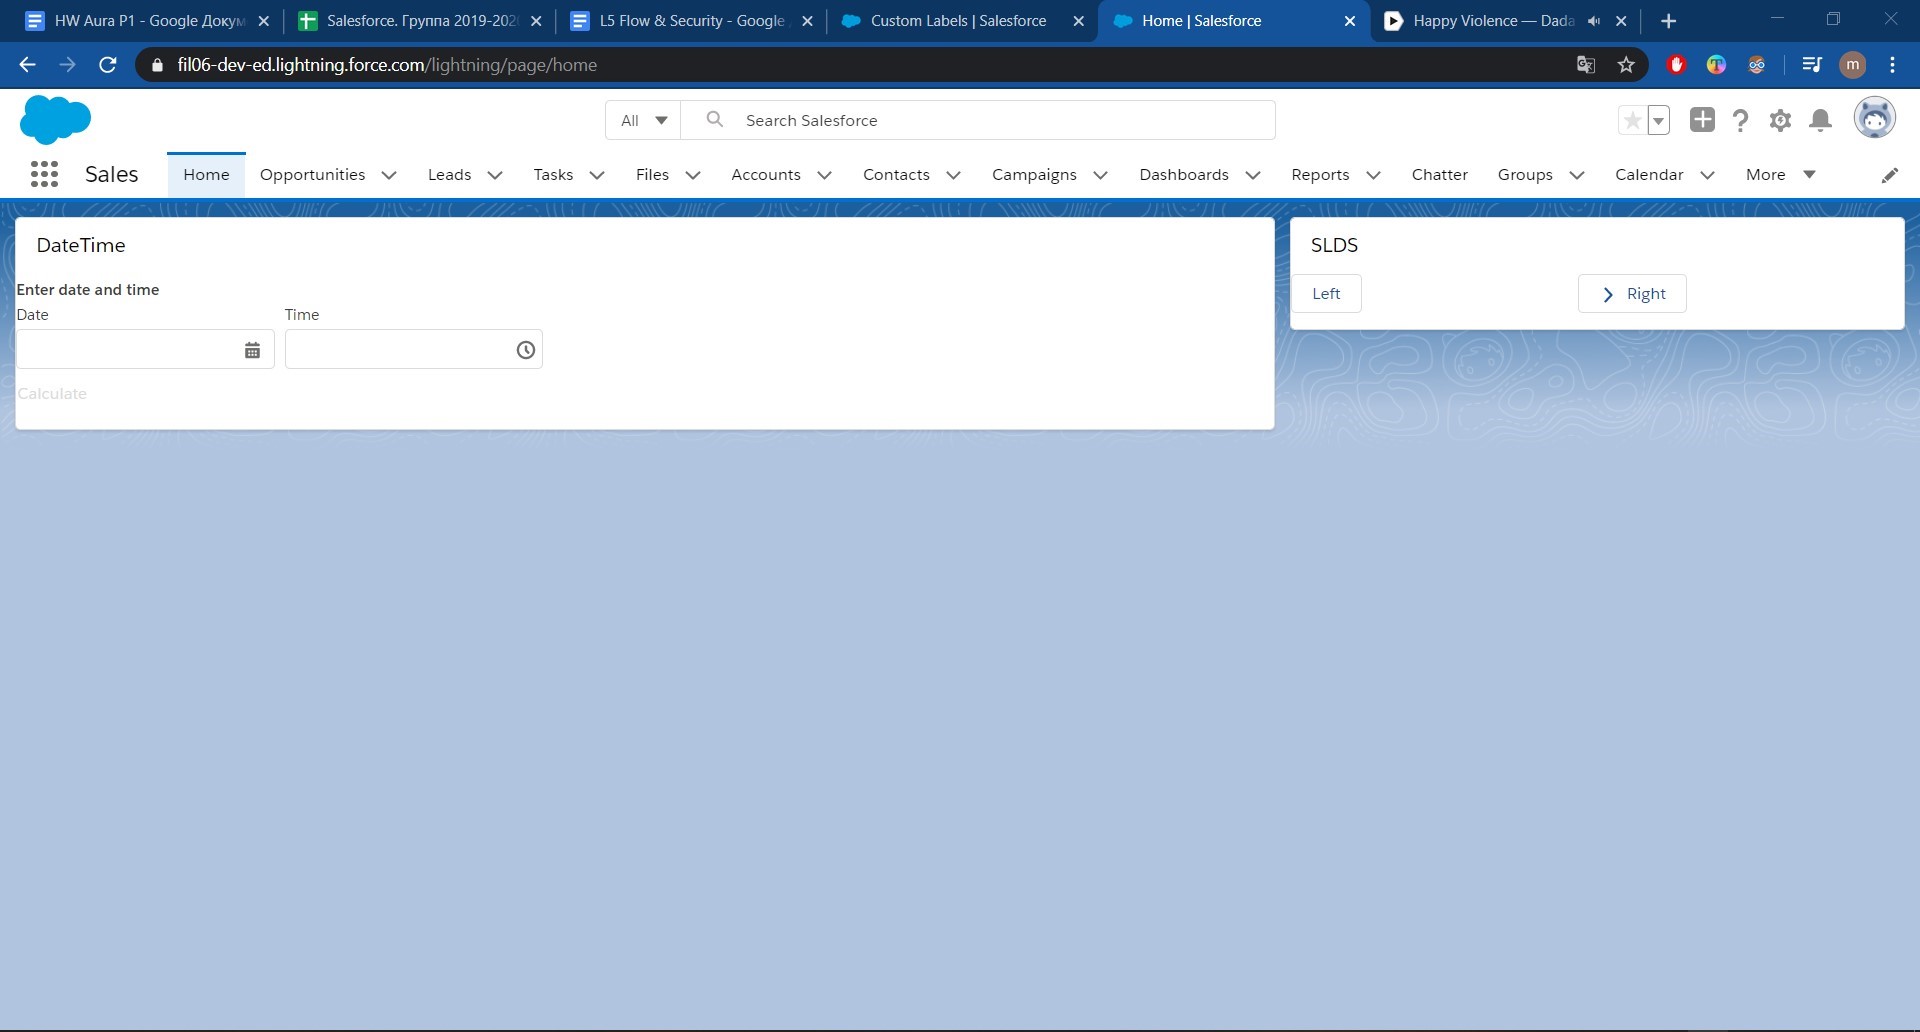 HW Aura P1 - Google Докум
Salesforce. Группа 2019-202
L5 Flow & Security - Google
Custom Labels | Salesforce
Home | Salesforce
Happy Violence — Dada
fil06-dev-ed.lightning.force.com/lightning/page/home
m
All
Search Salesforce
Sales
Home
Opportunities
Leads
Tasks
Files
Accounts
Contacts
Campaigns
Dashboards
Reports
Chatter
Groups
Calendar
More
DateTime
Enter date and time
Date
Time
Calculate
SLDS
Left
Right